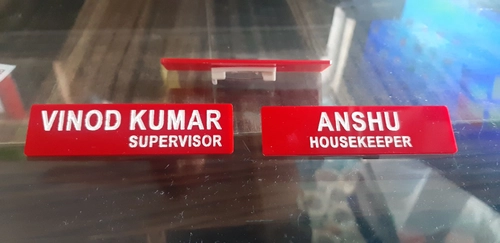 VINOD KUMAR
SUPERVISOR
ANSHU
HOUSEKEEPER